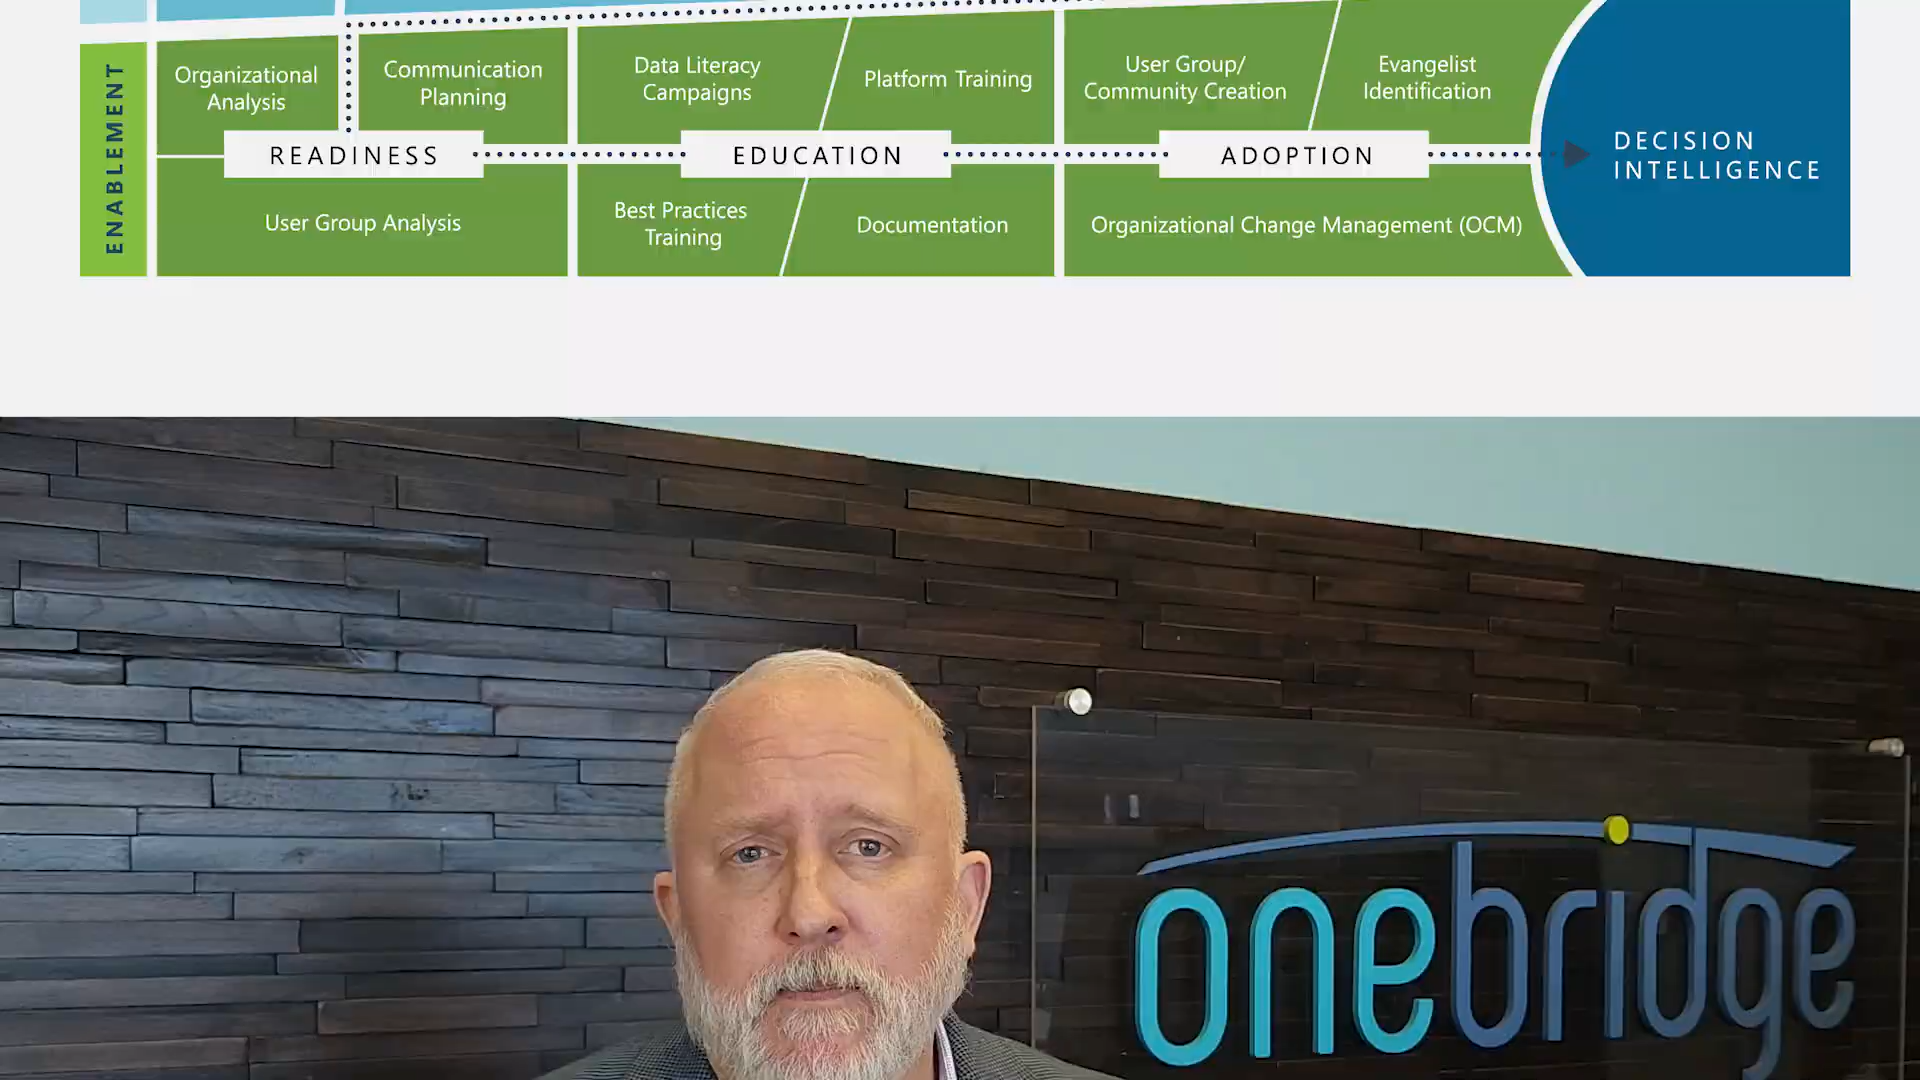 ENABLEMENT
Organizational
Analysis
Communication
Planning
READINESS
User Group Analysis
Data Literacy
Campaigns
Platform Training
EDUCATION
Best Practices
Training
Documentation
User Group/
Community Creation
Evangelist
Identification
ADOPTION
Organizational Change Management (OCM)
DECISION
INTELLIGENCE
onebridge